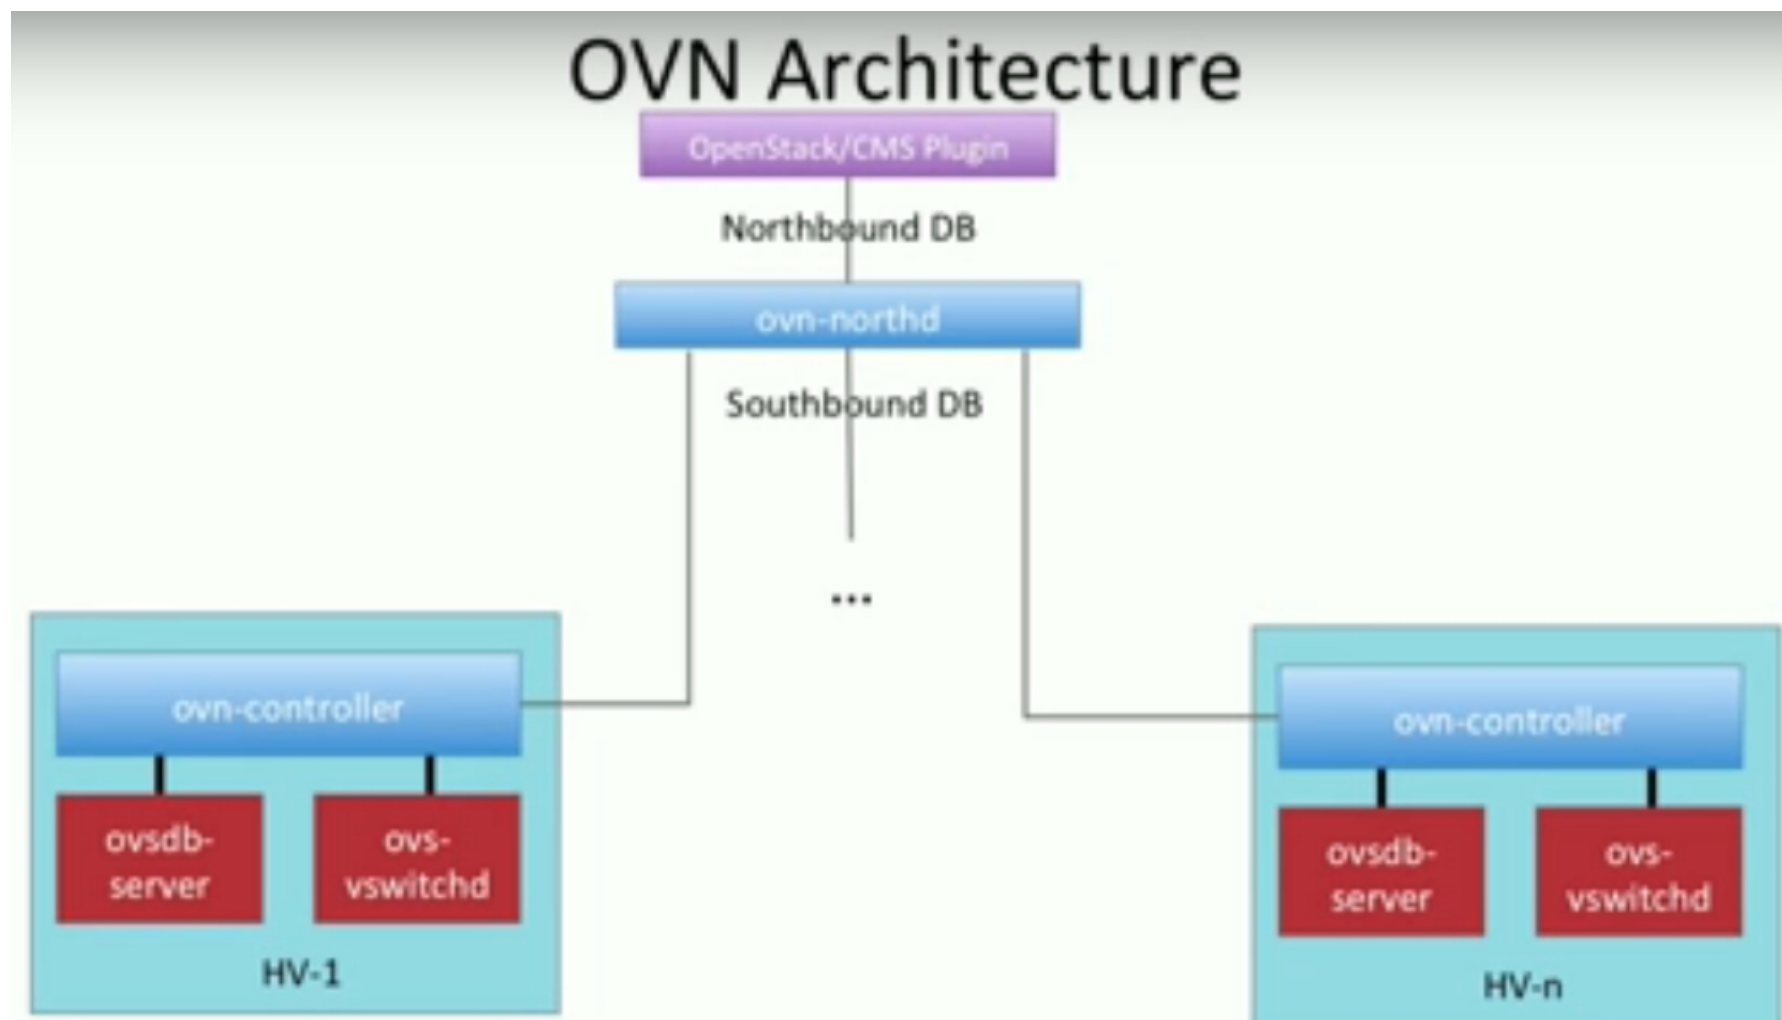 OVN Architecture
OpenStack/CMS Plugin
Northbound DB
ovn-northd
Southbound DB
...
ovn-controller
ovsdb-
server
ovs-
vswitchd
HV-1
ovn-controller
ovsdb-
server
ovs-
vswitchd
HV-n